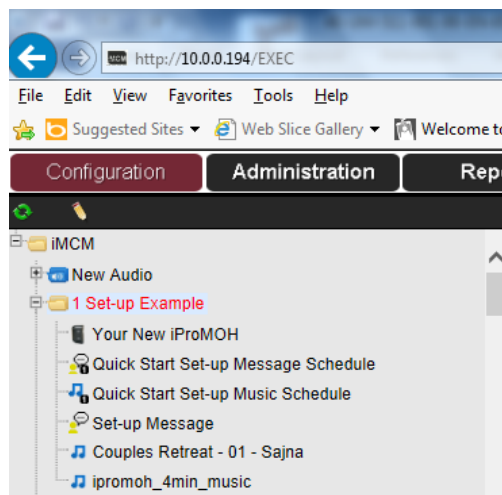 MCM http://10.0.0.194/EXEC
File Edit View Favorites Tools Help
Suggested Sites Web Slice Gallery Welcome to
Configuration Administration Rep
iMCM
New Audio
1 Set-up Example
Your New iProMOH
Quick Start Set-up Message Schedule
Quick Start Set-up Music Schedule
Set-up Message
Couples Retreat - 01 - Sajna
ipromoh_4min_music